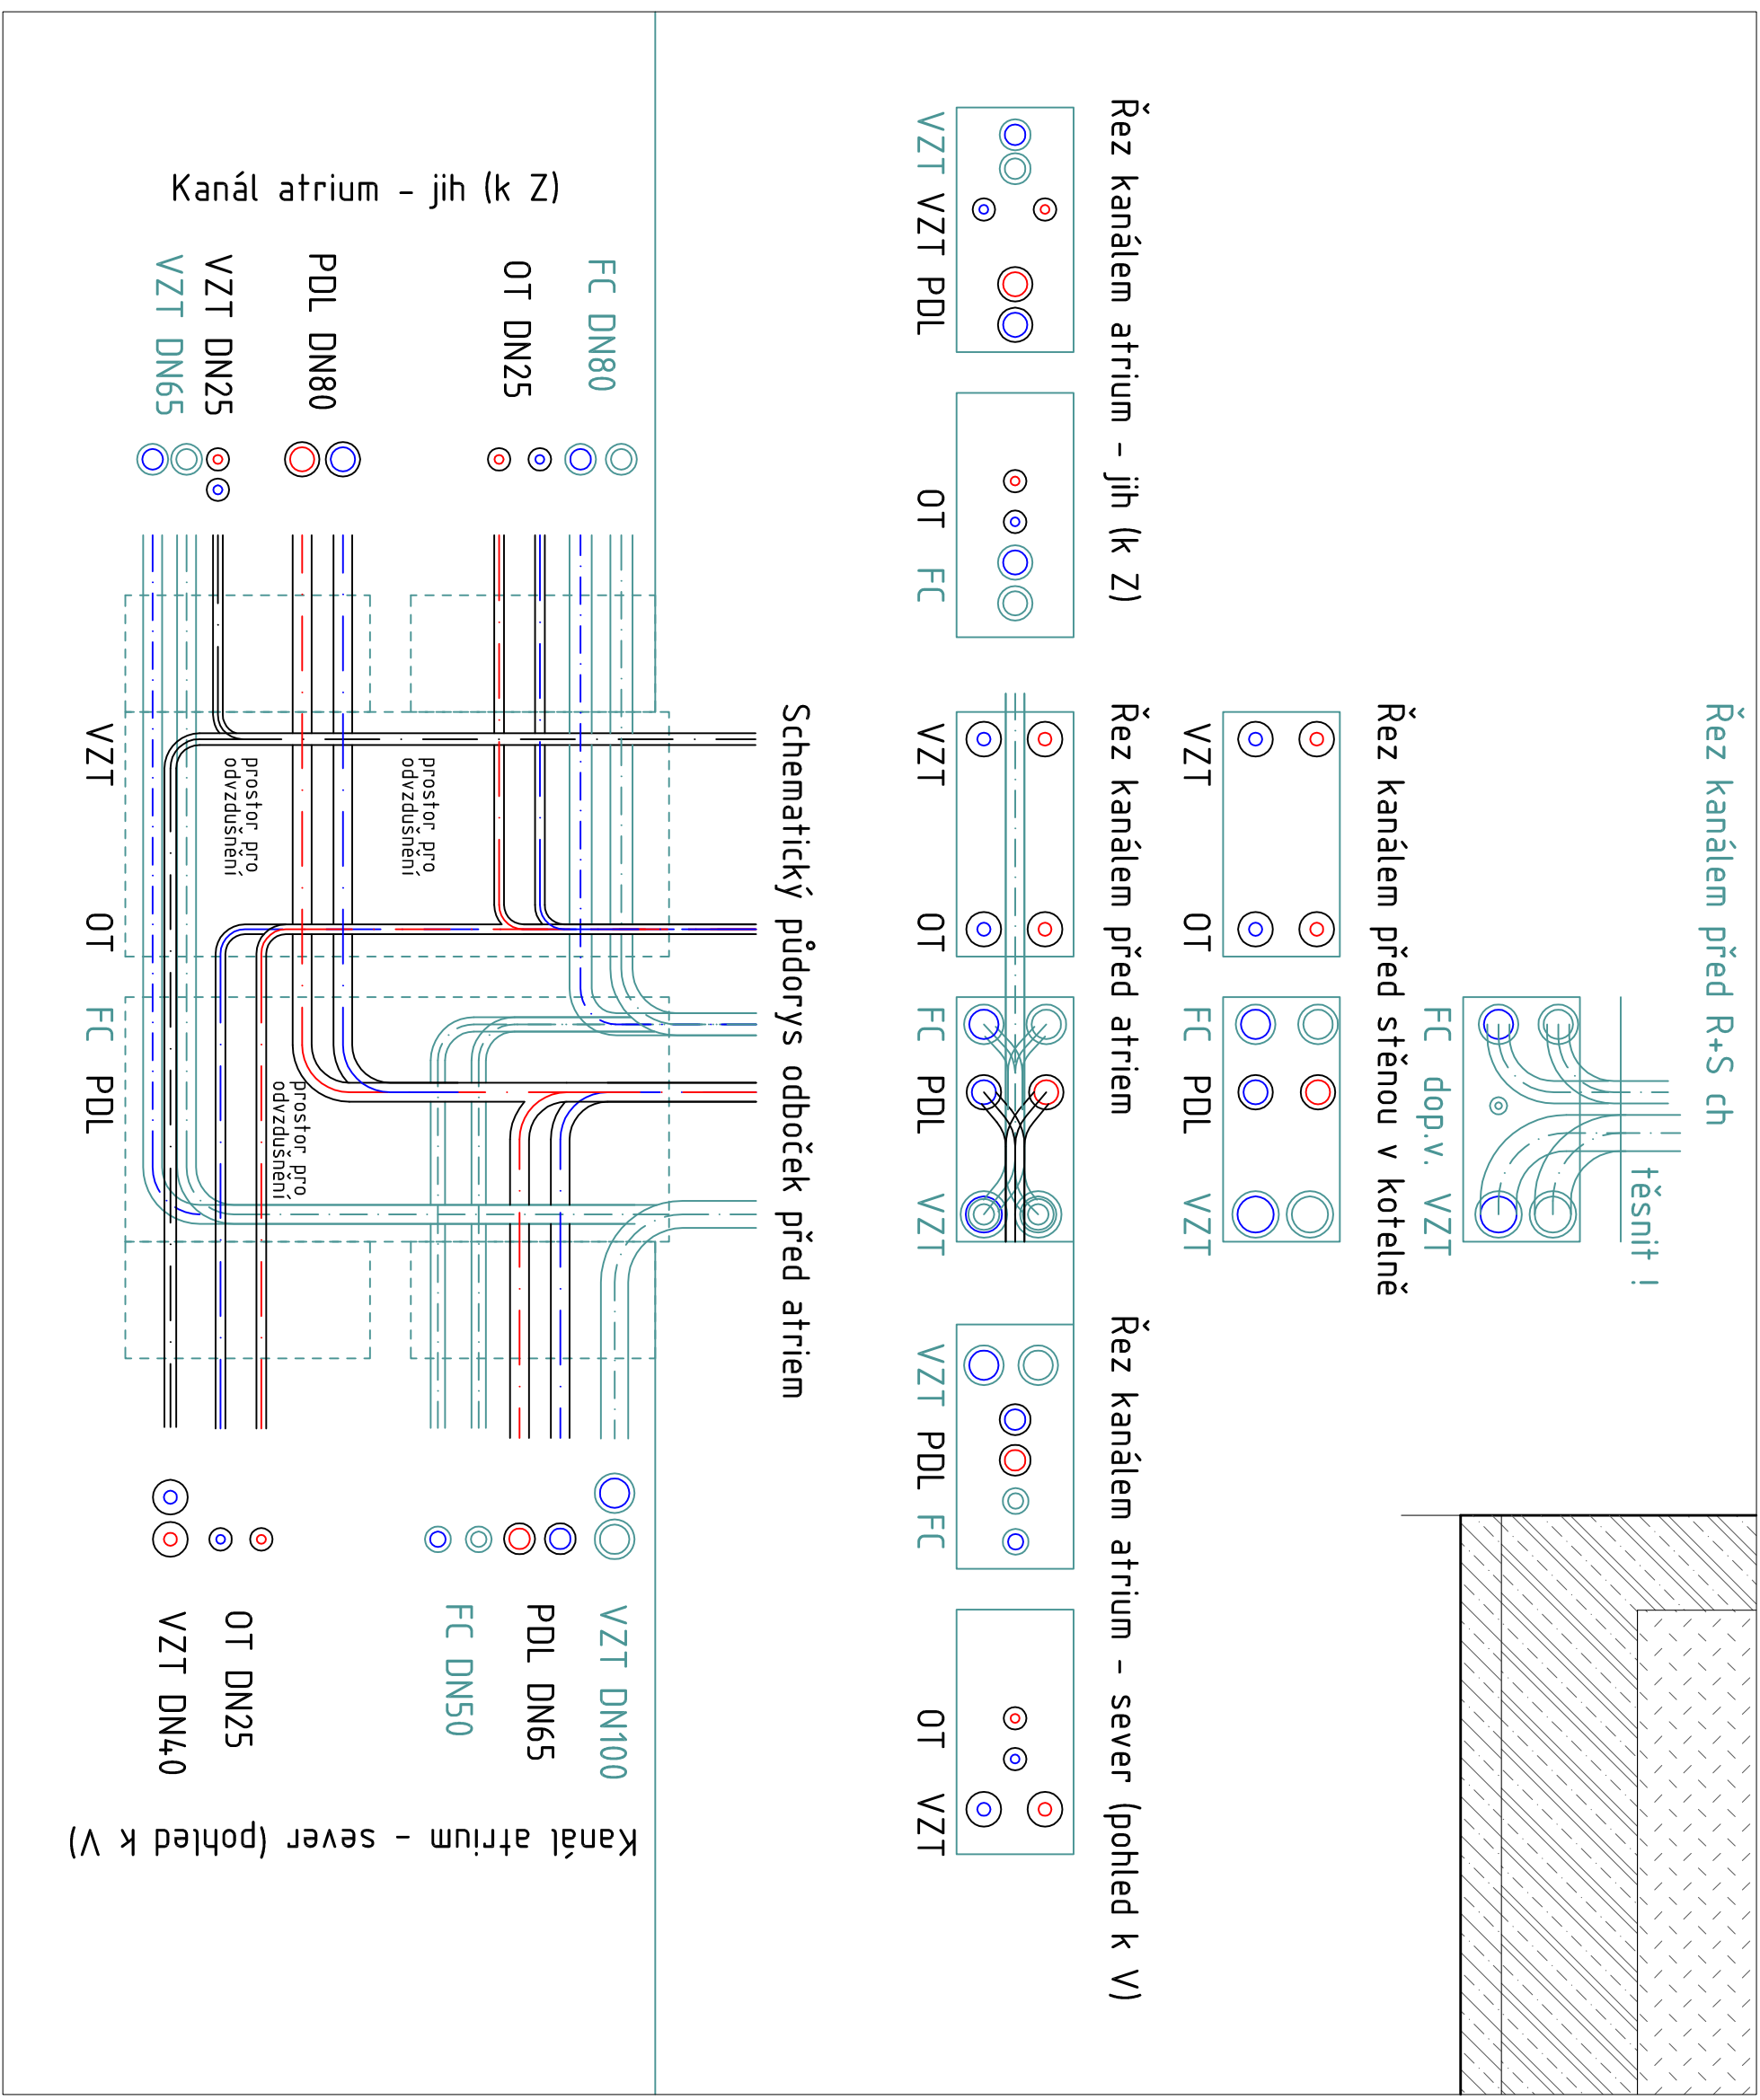 Řez kanálem před R+S ch
těsnit !
FC dop.v. VZT
Řez kanálem před stěnou v kotelně
VZT OT FC PDL VZT
Řez kanálem atrium - jih (k Z)
Řez kanálem před atriem
Řez kanálem atrium - sever (pohled k V)
VZT VZT PDL OT FC
VZT OT FC PDL VZT
VZT PDL FC OT VZT
Schematický půdorys odboček před atriem
Kanál atrium - jih (k Z)
FC DN80
OT DN25
PDL DN80
VZT DN25
VZT DN65
prostor pro
odvzdušnění
prostor pro
odvzdušnění
prostor pro
odvzdušnění
VZT OT FC PDL
VZT DN100
PDL DN65
FC DN50
OT DN25
VZT DN40
Kanál atrium - sever (pohled k V)